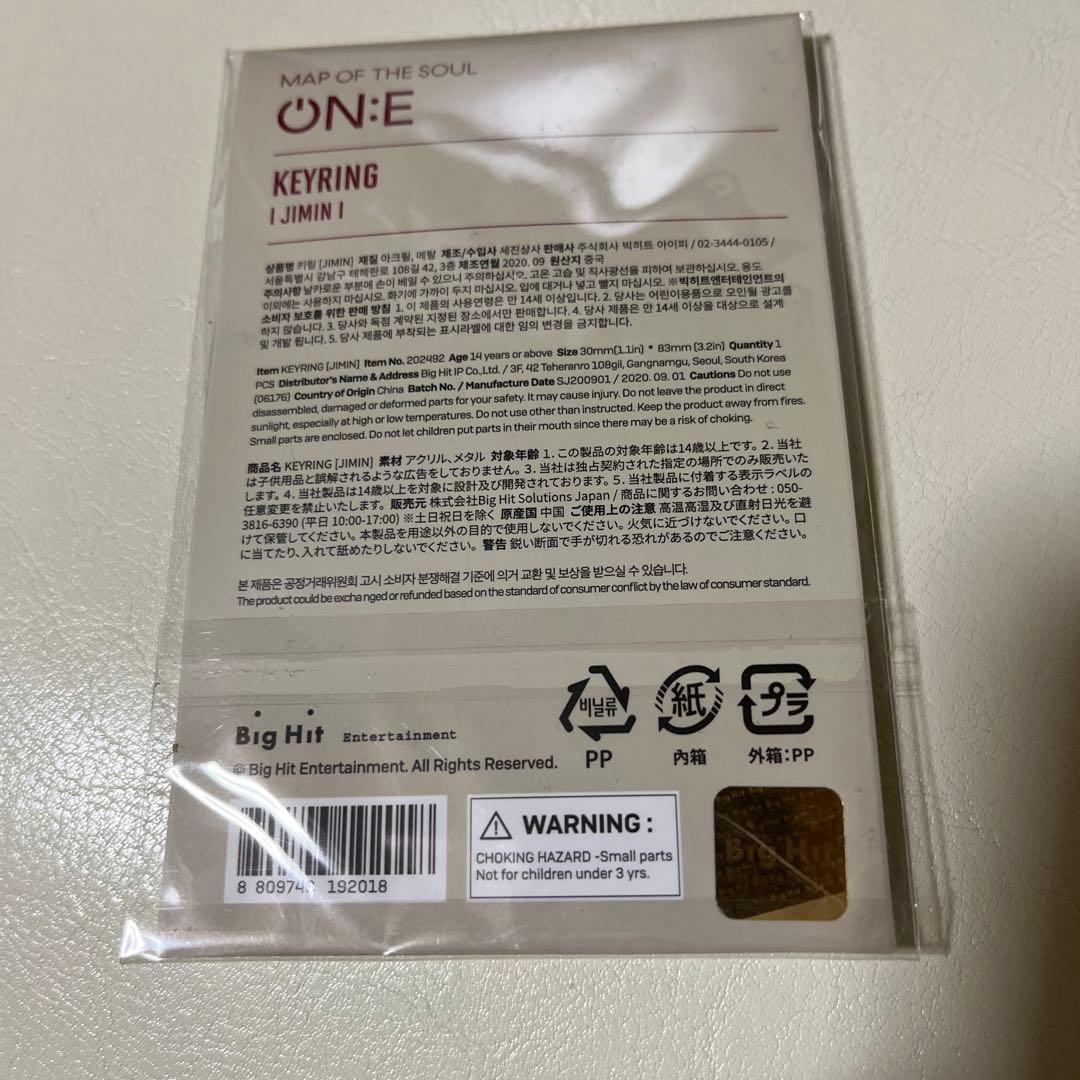 MAP OF THE SOUL
ON:E
KEYRING
| JIMIN |
상품명 키링 [JIMIN] 재질 아크릴, 메탈 제조/수입사 세진상사 판매사 주식회사 빅히트 아이피 / 02-3444-0105 /
서울특별시 강남구 테헤란로 108길 42, 3층 제조연월 2020. 09 원산지 중국
주의사항 날카로운 부분에 손이 베일 수 있으니 주의하십시오. 고온 고습 및 직사광선을 피하여 보관하십시오. 용도
이외에는 사용하지 마십시오. 화기에 가까이 두지 마십시오. 입에 대거나 넣고 빨지 마십시오. ※빅히트엔터테인먼트의
소비자 보호를 위한 판매 방침 1. 이 제품의 사용연령은 만 14세 이상입니다. 2. 당사는 어린이용품으로 오인될 광고를
하지 않습니다. 3. 당사와 독점 계약된 지정된 장소에서만 판매합니다. 4. 당사 제품은 만 14세 이상을 대상으로 설계
및 개발 됩니다. 5. 당사 제품에 부착되는 표시라벨에 대한 임의 변경을 금지합니다.
Item KEYRING [JIMIN] Item No. 202492 Age 14 years or above Size 30mm(1.1in) * 83mm (3.2in) Quantity 1
PCS Distributor's Name & Address Big Hit IP Co.,Ltd. / 3F, 42 Teheranro 108gil, Gangnamgu, Seoul, South Korea
(06176) Country of Origin China Batch No. / Manufacture Date SJ200901 / 2020. 09. 01 Cautions Do not use
disassembled, damaged or deformed parts for your safety. It may cause injury. Do not leave the product in direct
sunlight, especially at high or low temperatures. Do not use other than instructed. Keep the product away from fires.
Small parts are enclosed. Do not let children put parts in their mouth since there may be a risk of choking.
商品名 KEYRING [JIMIN] 素材 アクリル、メタル 対象年齢 1. この製品の対象年齢は14歳以上です。 2. 当社
は子供用品と誤解されるような広告をしておりません。 3. 当社は独占契約された指定の場所でのみ販売いた
します。 4. 当社製品は14歳以上を対象に設計及び開発されております。 5. 当社製品に付着する表示ラベルの
任意変更を禁止いたします。 販売元 株式会社Big Hit Solutions Japan / 商品に関するお問い合わせ : 050-
3816-6390 (平日 10:00-17:00) ※土日祝日を除く 原産国 中国 ご使用上の注意 高温高湿及び直射日光を避
けて保管してください。本製品を用途以外の目的で使用しないでください。火気に近づけないでください。口
に当てたり、入れて舐めたりしないでください。 警告 鋭い断面で手が切れる恐れがあるのでご注意ください。
본 제품은 공정거래위원회 고시 소비자 분쟁해결 기준에 의거 교환 및 보상을 받으실 수 있습니다.
The product could be excha nged or refunded based on the standard of consumer conflict by the law of consumer standard.
비닐류 紙 プラ
PP 内箱 外箱:PP
Big Hit Entertainment
© Big Hit Entertainment. All Rights Reserved.
WARNING :
CHOKING HAZARD -Small parts
Not for children under 3 yrs.
8 80974 192018
Big Hit